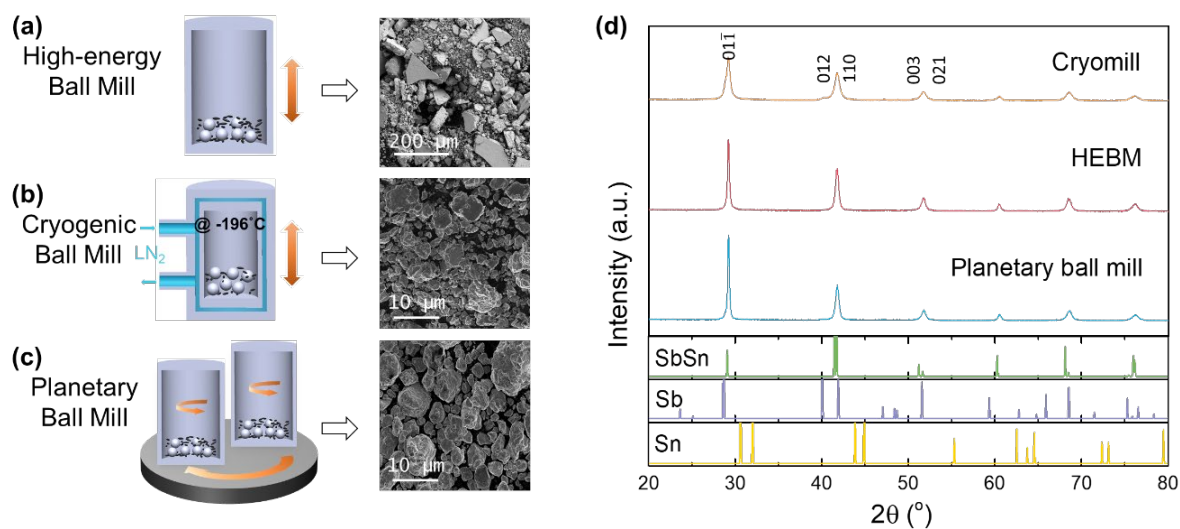 (a)
High-energy
Ball Mill
200 μm
(b)
Cryogenic
Ball Mill
@ -196°C
LN₂
10 μm
(c)
Planetary
Ball Mill
10 μm
(d)
Intensity (a.u.)
011̄
012
110
003
021
Cryomill
HEBM
Planetary ball mill
SbSn
Sb
Sn
20 30 40 50 60 70 80
2θ (°)